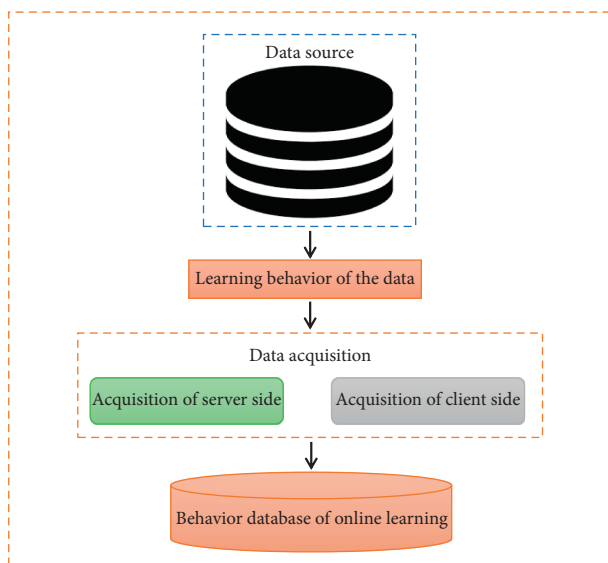 Data source
Learning behavior of the data
Data acquisition
Acquisition of server side
Acquisition of client side
Behavior database of online learning